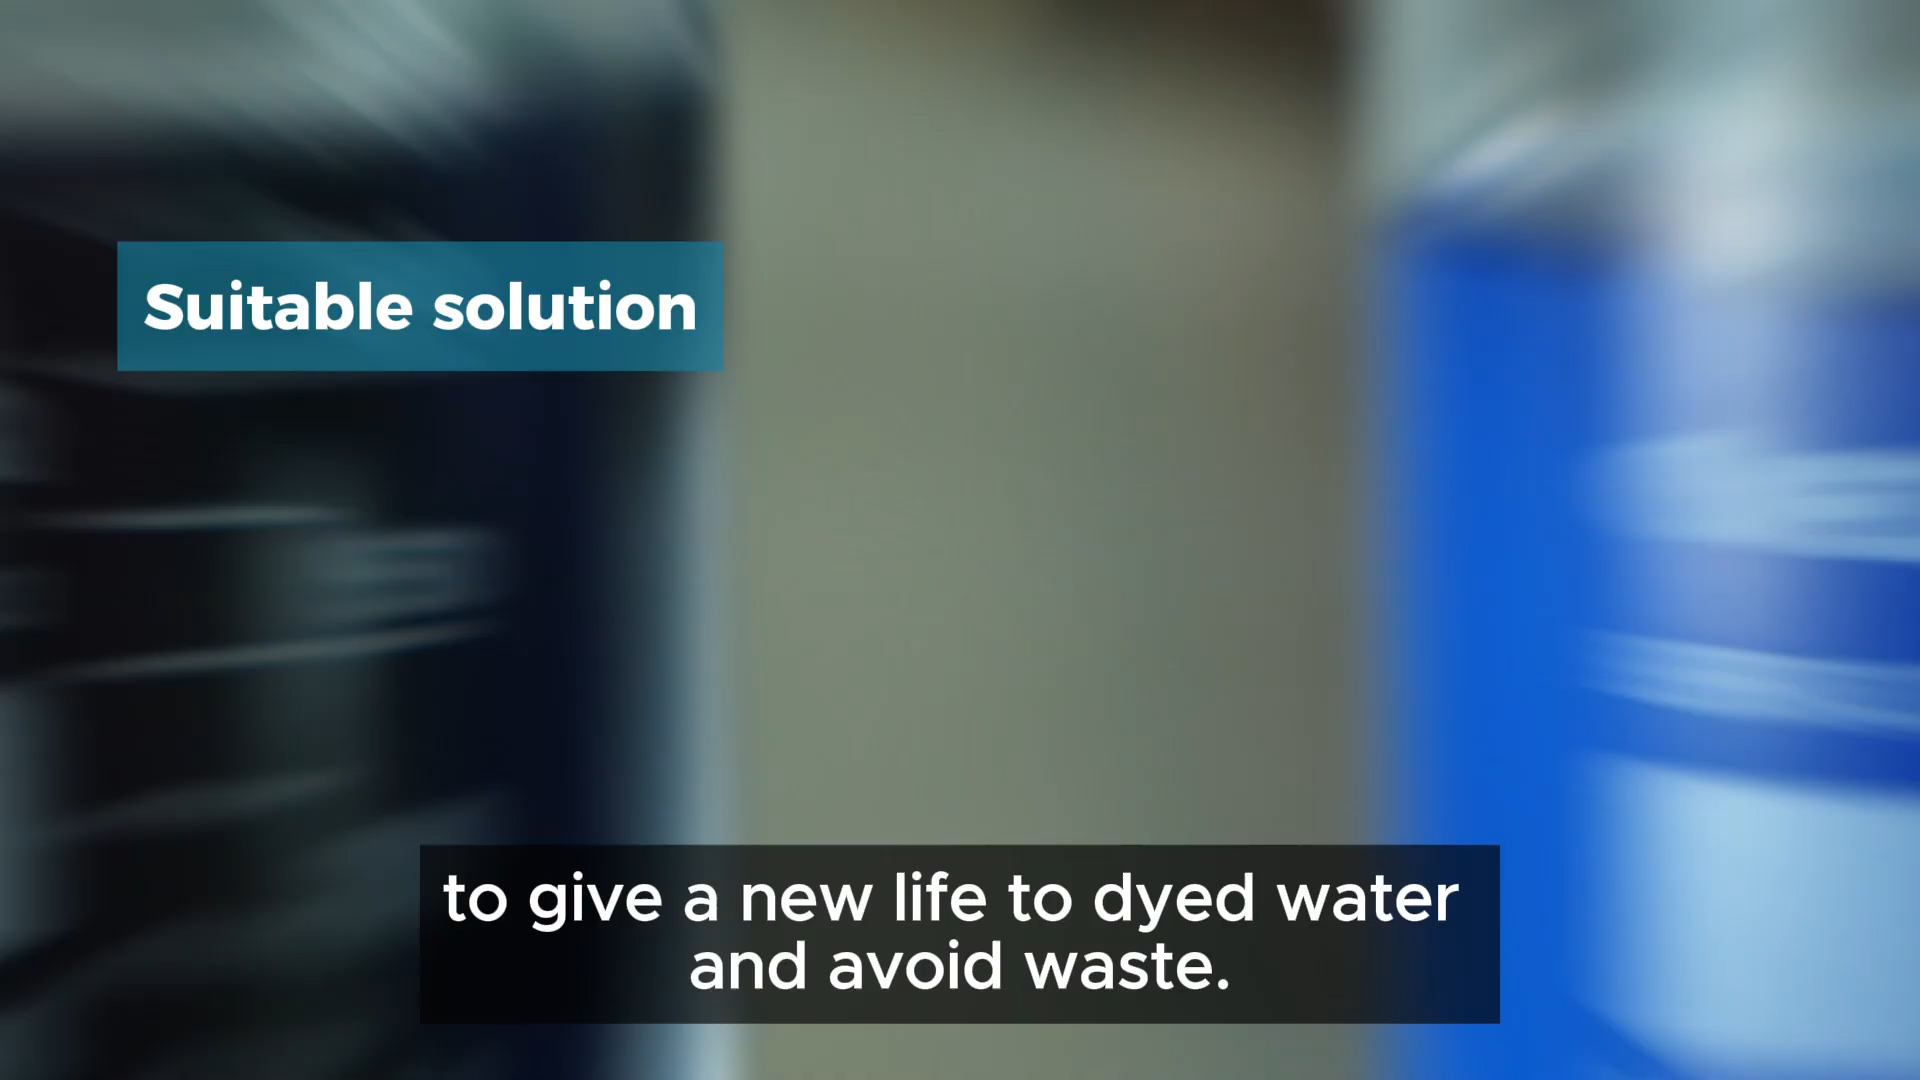 Suitable solution
to give a new life to dyed water
and avoid waste.